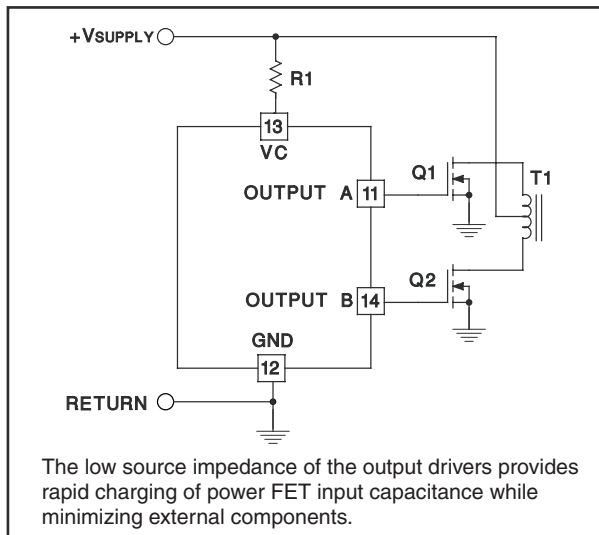 +VSUPPLY
R1
13
VC
Q1
T1
OUTPUT A 11
Q2
OUTPUT B 14
GND
12
RETURN
The low source impedance of the output drivers provides
rapid charging of power FET input capacitance while
minimizing external components.